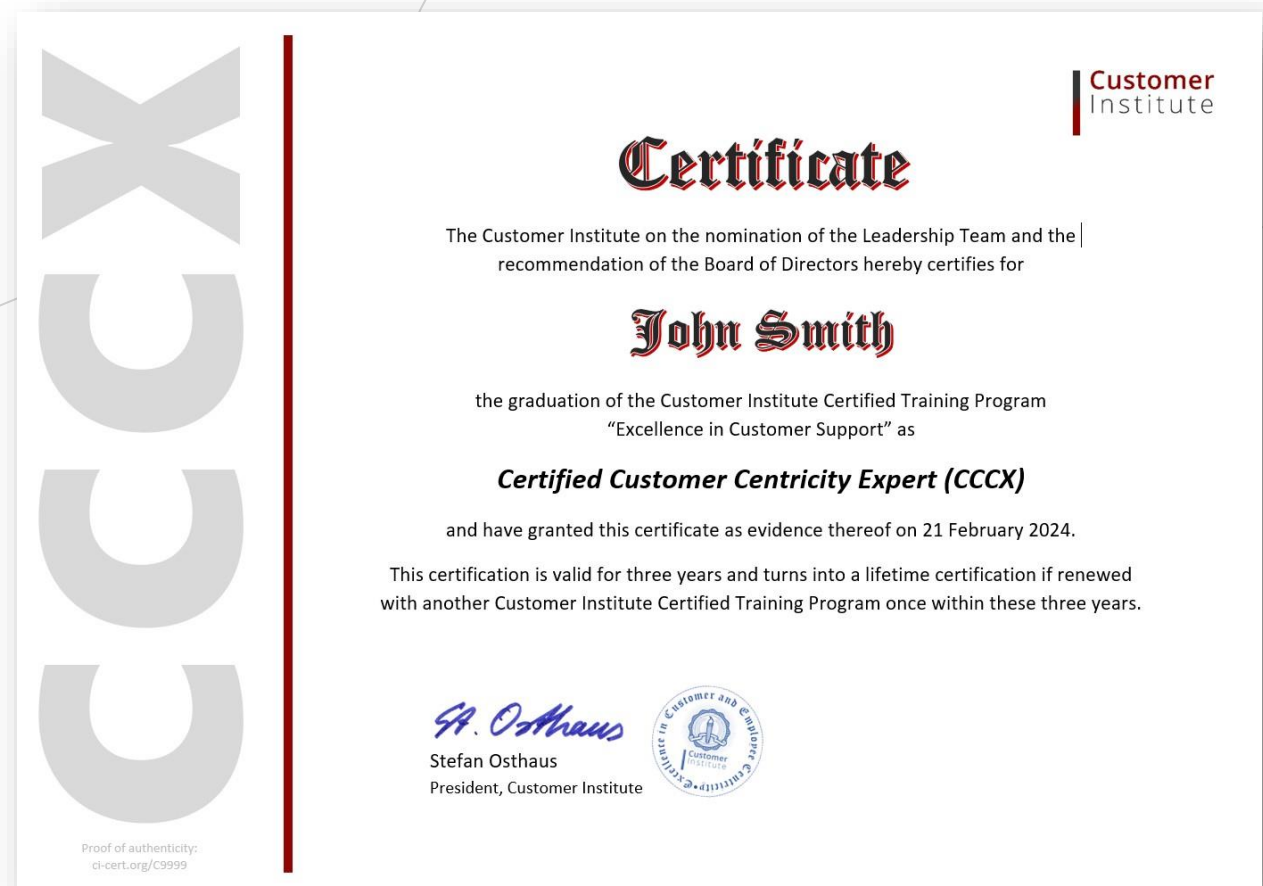 CCCX
Customer
Institute
Certificate
The Customer Institute on the nomination of the Leadership Team and the
recommendation of the Board of Directors hereby certifies for
John Smith
the graduation of the Customer Institute Certified Training Program
“Excellence in Customer Support” as
Certified Customer Centricity Expert (CCCX)
and have granted this certificate as evidence thereof on 21 February 2024.
This certification is valid for three years and turns into a lifetime certification if renewed
with another Customer Institute Certified Training Program once within these three years.
St. Osthaus
Stefan Osthaus
President, Customer Institute
Excellence in Customer and Employee Centricity
Customer
Institute
Proof of authenticity:
ci-cert.org/C9999